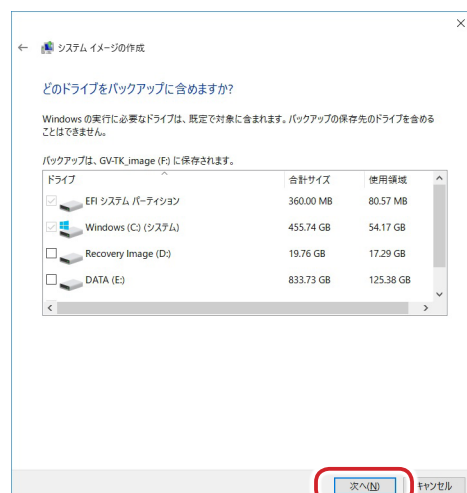 システム イメージの作成
どのドライブをバックアップに含めますか?
Windows の実行に必要なドライブは、既定で対象に含まれます。バックアップの保存先のドライブを含める
ことはできません。
バックアップは、GV-TK_image (F:) に保存されます。
ドライブ 合計サイズ 使用領域
EFI システム パーティション 360.00 MB 80.57 MB
Windows (C:) (システム) 455.74 GB 54.17 GB
Recovery Image (D:) 19.76 GB 17.29 GB
DATA (E:) 833.73 GB 125.38 GB
次へ(N) キャンセル